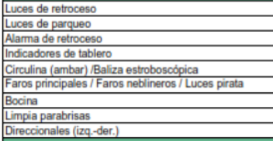 Luces de retroceso
Luces de parqueo
Alarma de retroceso
Indicadores de tablero
Circulina (ambar) /Baliza estroboscópica
Faros principales / Faros neblineros / Luces pirata
Bocina
Limpia parabrisas
Direccionales (izq.-der.)